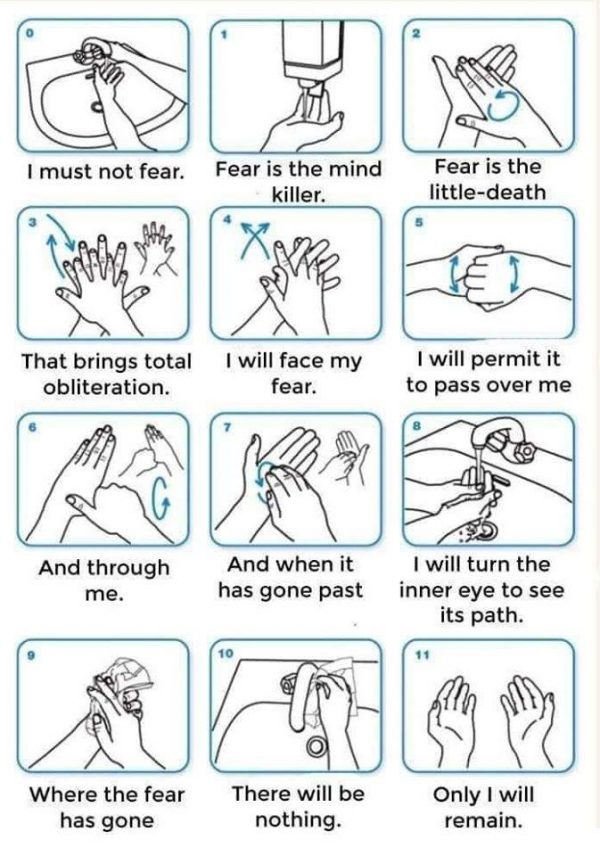 0
I must not fear.
1
Fear is the mind
killer.
2
Fear is the
little-death
3
That brings total
obliteration.
4
I will face my
fear.
5
I will permit it
to pass over me
6
And through
me.
7
And when it
has gone past
8
I will turn the
inner eye to see
its path.
9
Where the fear
has gone
10
There will be
nothing.
11
Only I will
remain.